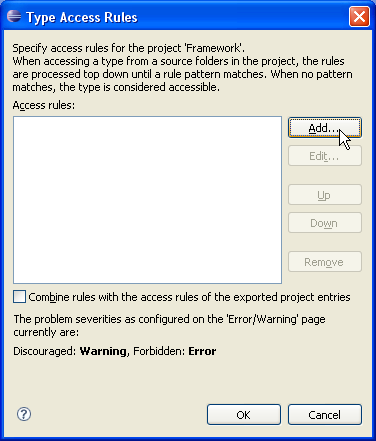 Type Access Rules
Specify access rules for the project 'Framework'.
When accessing a type from a source folders in the project, the rules
are processed top down until a rule pattern matches. When no pattern
matches, the type is considered accessible.
Access rules:
Add...
Edit...
Up
Down
Remove
Combine rules with the access rules of the exported project entries
The problem severities as configured on the 'Error/Warning' page
currently are:
Discouraged: Warning, Forbidden: Error
?
OK
Cancel